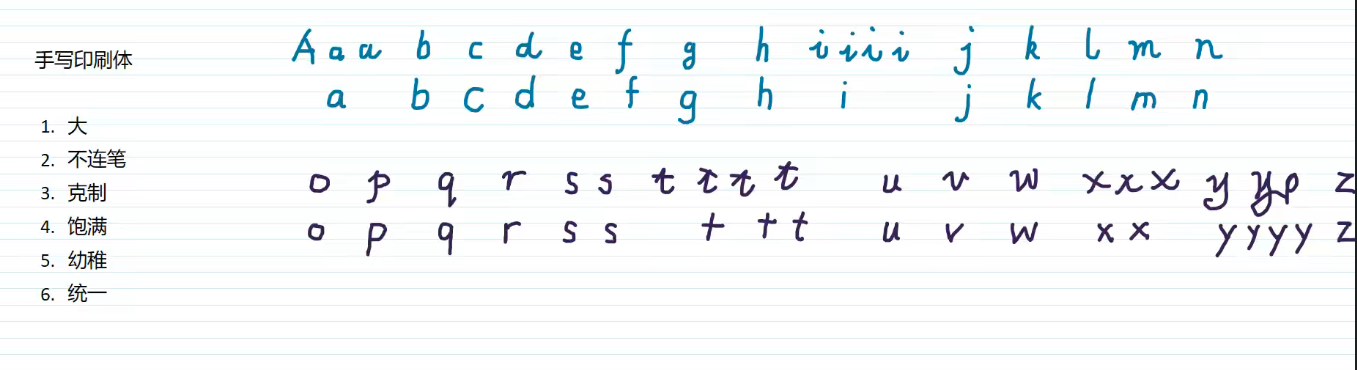 手写印刷体
A a a b c d e f g h i i i i j k l m n
a b c d e f g h i j k l m n
1. 大
2. 不连笔
3. 克制
4. 饱满
5. 幼稚
6. 统一
o p q r s s t t t t u v w x x x y y p z
o p q r s s t t t u v w x x y y y y z